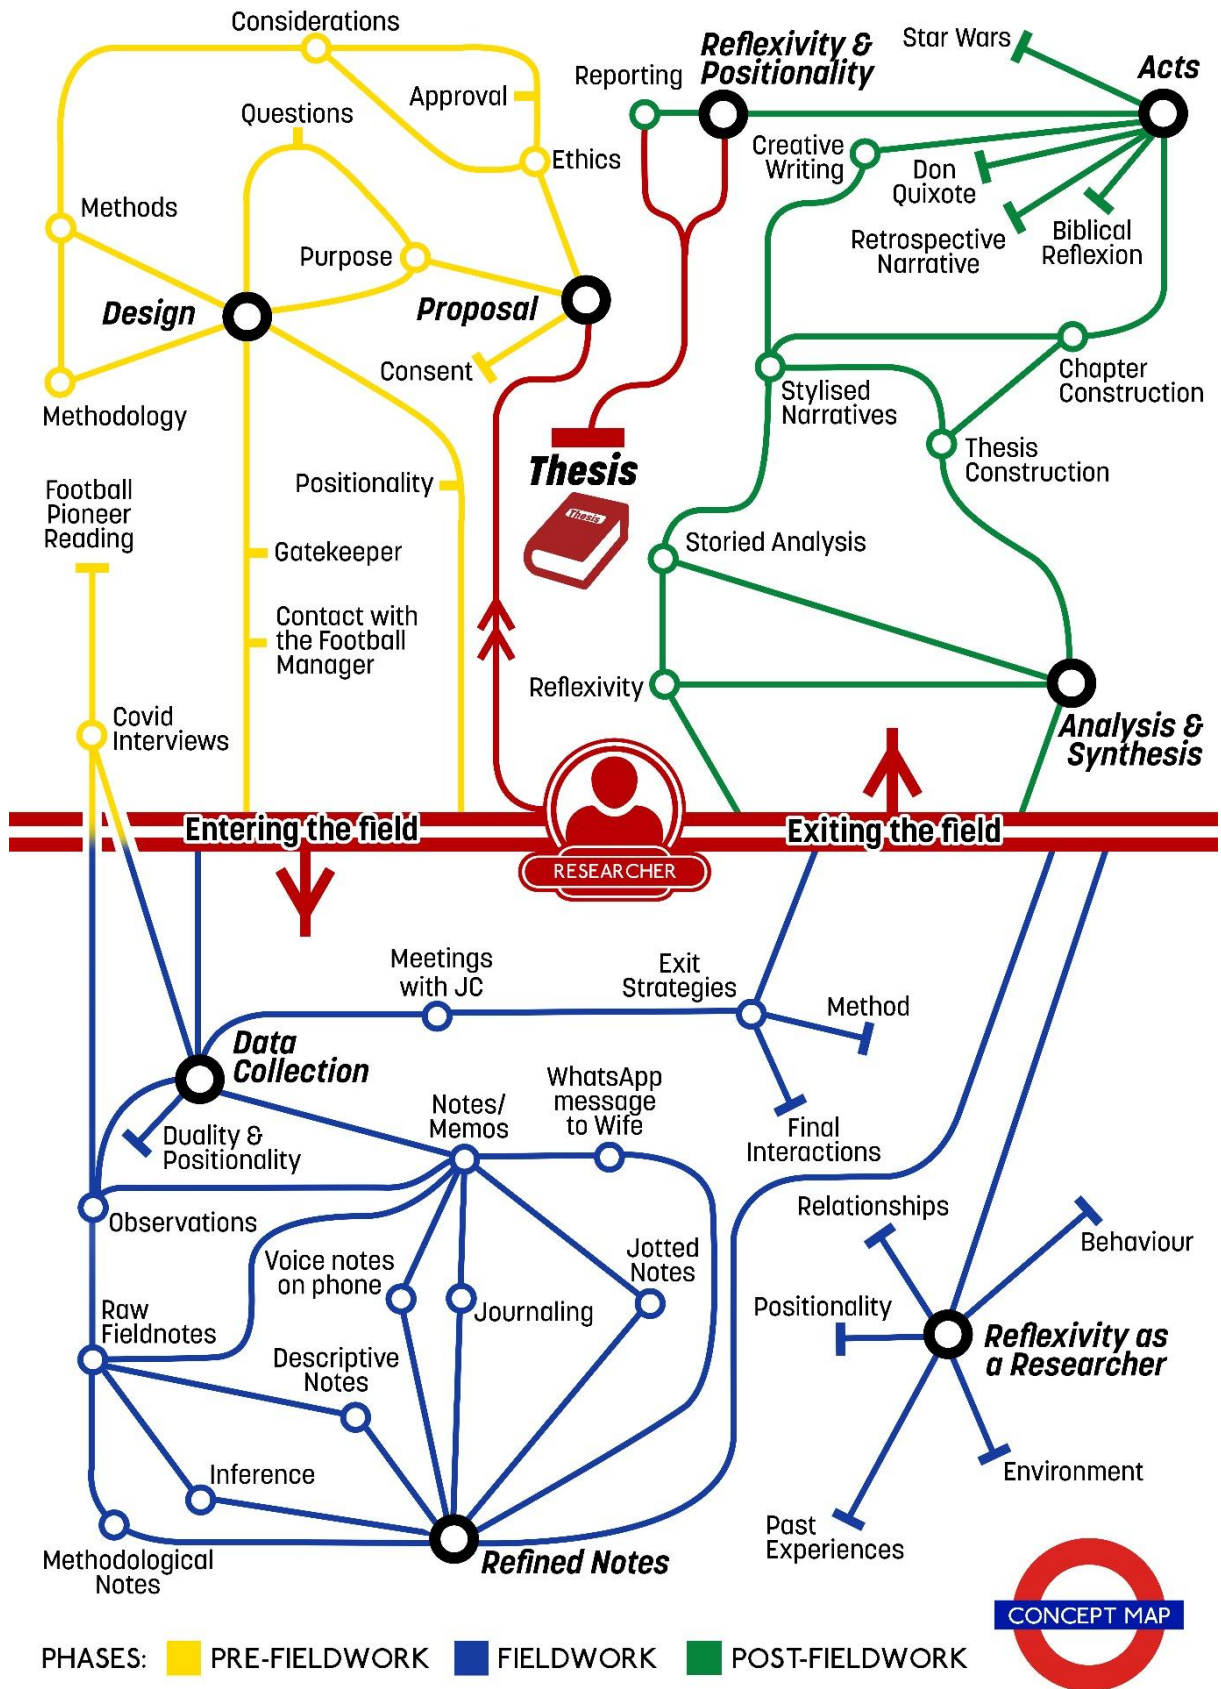 Considerations
Approval
Questions
Ethics
Methods
Purpose
Design
Proposal
Consent
Methodology
Positionality
Football
Pioneer
Reading
Gatekeeper
Contact with
the Football
Manager
Covid
Interviews
Reflexivity &
Positionality
Reporting
Star Wars
Acts
Creative
Writing
Don
Quixote
Retrospective
Narrative
Biblical
Reflexion
Chapter
Construction
Stylised
Narratives
Thesis
Construction
Thesis
Thesis
Storied Analysis
Reflexivity
Analysis &
Synthesis
Entering the field
Exiting the field
RESEARCHER
Meetings
with JC
Exit
Strategies
Method
Data
Collection
Final
Interactions
Duality &
Positionality
Notes/
Memos
WhatsApp
message
to Wife
Observations
Voice notes
on phone
Journaling
Jotted
Notes
Raw
Fieldnotes
Descriptive
Notes
Inference
Methodological
Notes
Refined Notes
Relationships
Behaviour
Positionality
Reflexivity as
a Researcher
Environment
Past
Experiences
CONCEPT MAP
PHASES: PRE-FIELDWORK FIELDWORK POST-FIELDWORK